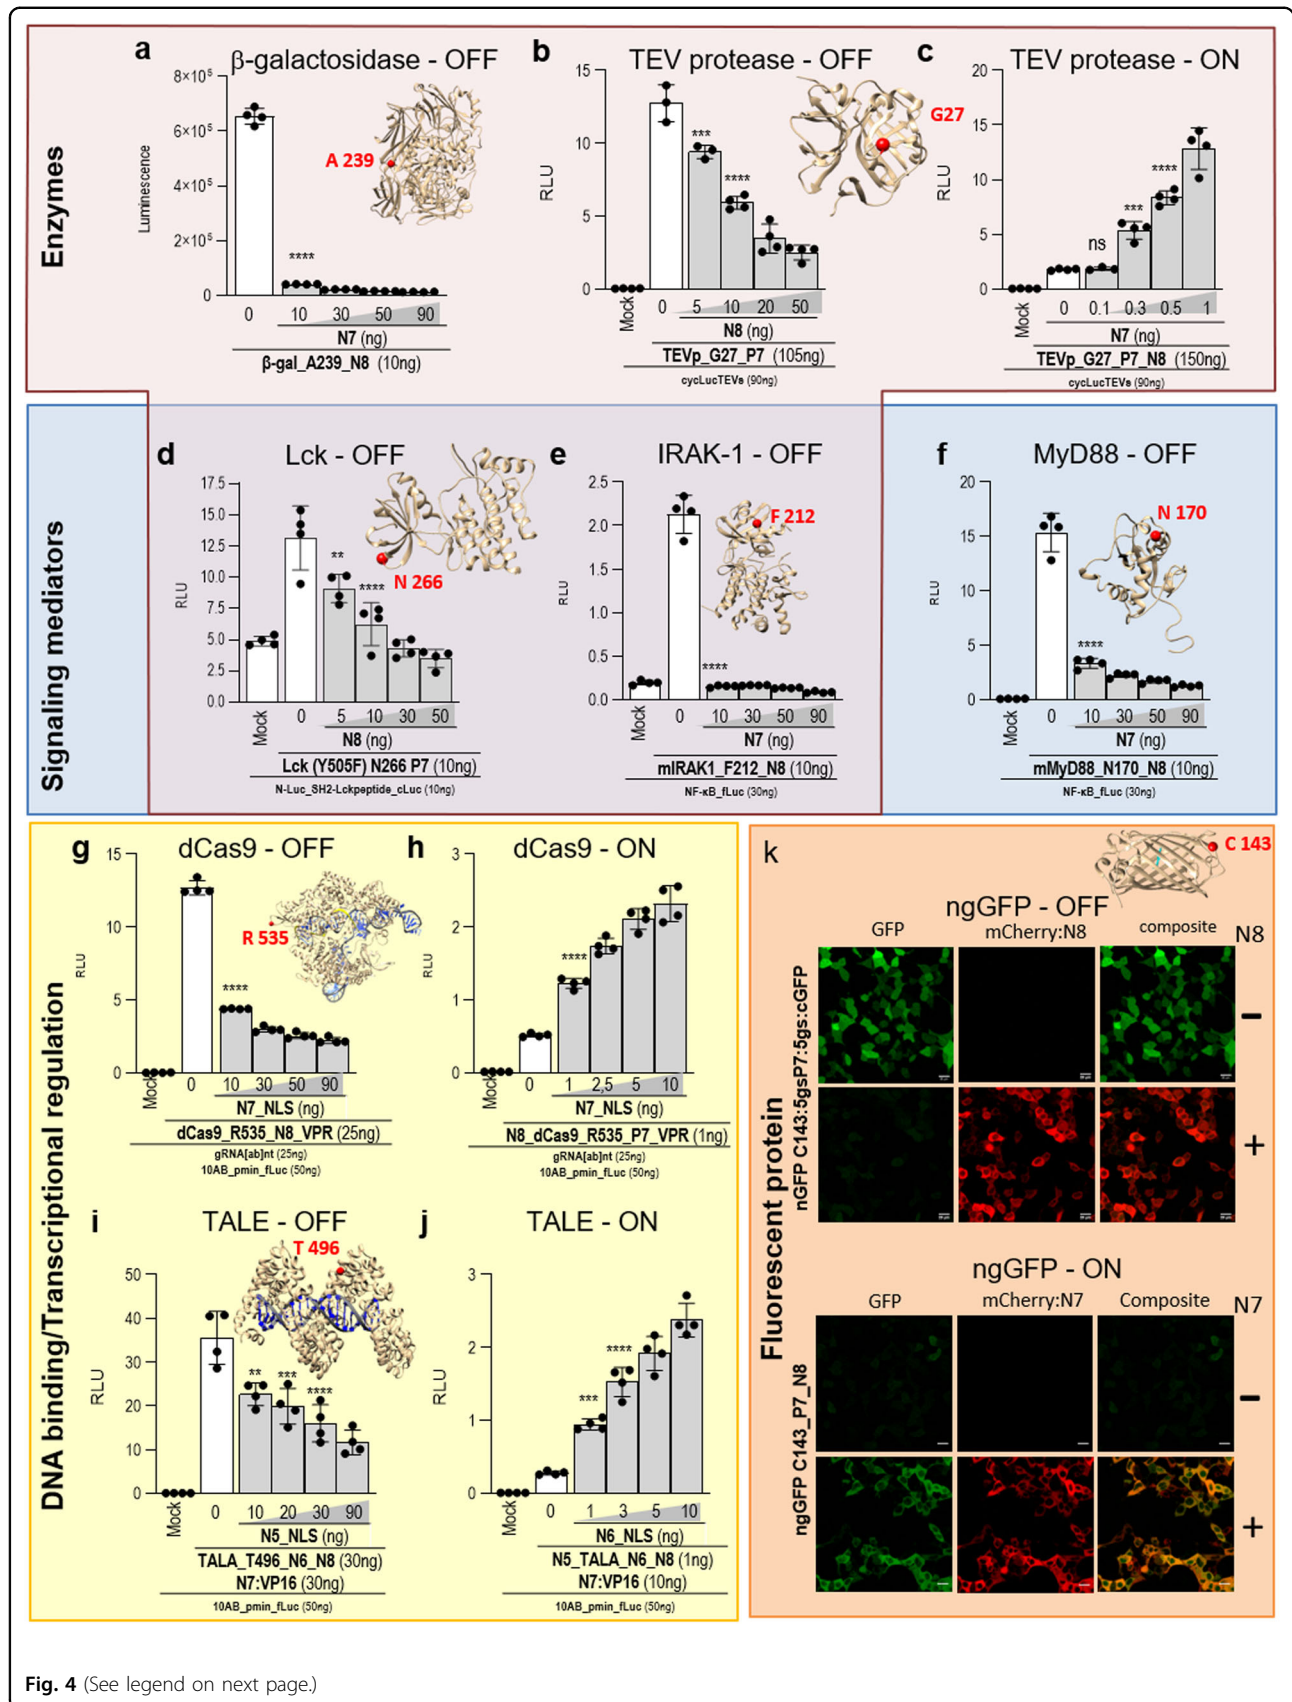 Enzymes
a
β-galactosidase - OFF
Luminescence
8×10⁵
6×10⁵
4×10⁵
2×10⁵
0
****
A 239
0 10 30 50 90
N7 (ng)
β-gal_A239_N8 (10ng)
b
TEV protease - OFF
RLU
15
10
5
0
***
****
G27
Mock 0 5 10 20 50
N8 (ng)
TEVp_G27_P7 (105ng)
cycLucTEVs (90ng)
c
TEV protease - ON
RLU
20
15
10
5
0
ns
***
****
Mock 0 0.1 0.3 0.5 1
N7 (ng)
TEVp_G27_P7_N8 (150ng)
cycLucTEVs (90ng)
Signaling mediators
d
Lck - OFF
RLU
17.5
15.0
12.5
10.0
7.5
5.0
2.5
0.0
**
****
N 266
Mock 0 5 10 30 50
N8 (ng)
Lck (Y505F) N266 P7 (10ng)
N-Luc_SH2-Lckpeptide_cLuc (10ng)
e
IRAK-1 - OFF
RLU
2.5
2.0
1.5
1.0
0.5
0.0
****
F 212
Mock 0 10 30 50 90
N7 (ng)
mIRAK1_F212_N8 (10ng)
NF-κB_fLuc (30ng)
f
MyD88 - OFF
RLU
20
15
10
5
0
****
N 170
Mock 0 10 30 50 90
N7 (ng)
mMyD88_N170_N8 (10ng)
NF-κB_fLuc (30ng)
DNA binding/Transcriptional regulation
g
dCas9 - OFF
RLU
15
10
5
0
****
R 535
Mock 0 10 30 50 90
N7_NLS (ng)
dCas9_R535_N8_VPR (25ng)
gRNA[ab]nt (25ng)
10AB_pmin_fLuc (50ng)
h
dCas9 - ON
RLU
3
2
1
0
****
Mock 0 1 2,5 5 10
N7_NLS (ng)
N8_dCas9_R535_P7_VPR (1ng)
gRNA[ab]nt (25ng)
10AB_pmin_fLuc (50ng)
i
TALE - OFF
RLU
50
40
30
20
10
0
**
***
****
T 496
Mock 0 10 20 30 90
N5_NLS (ng)
TALA_T496_N6_N8 (30ng)
N7:VP16 (30ng)
10AB_pmin_fLuc (50ng)
j
TALE - ON
RLU
3
2
1
0
***
****
Mock 0 1 3 5 10
N6_NLS (ng)
N5_TALA_N6_N8 (1ng)
N7:VP16 (10ng)
10AB_pmin_fLuc (50ng)
Fluorescent protein
k
C 143
ngGFP - OFF
GFP mCherry:N8 composite N8
nGFP C143:5gsP7:5gs:cGFP
−
+
ngGFP - ON
GFP mCherry:N7 Composite N7
ngGFP C143_P7_N8
−
+
Fig. 4 (See legend on next page.)